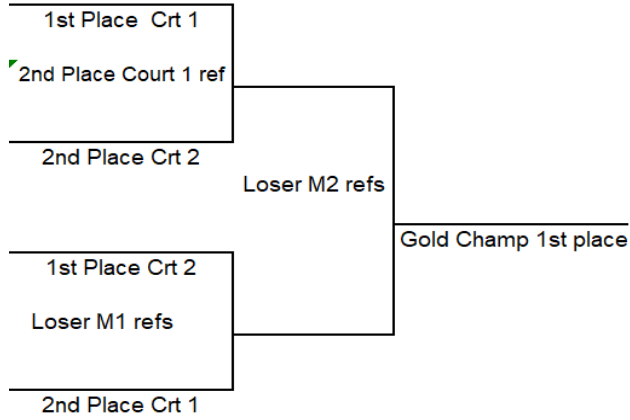 1st Place  Crt 1
2nd Place Court 1 ref
2nd Place Crt 2
Loser M2 refs
Gold Champ 1st place
1st Place Crt 2
Loser M1 refs
2nd Place Crt 1